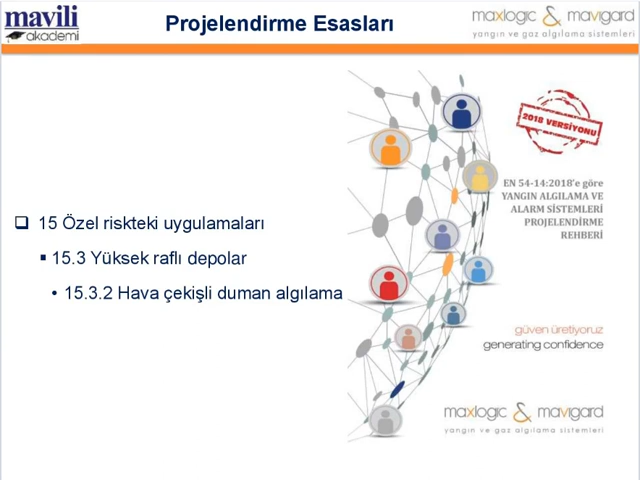 mavili
akademi
Projelendirme Esasları
maxlogic & mavigard
yangın ve gaz algılama sistemleri
2018 VERSİYONU
EN 54-14:2018'e göre
YANGIN ALGILAMA VE
ALARM SİSTEMLERİ
PROJELENDİRME
REHBERİ
15 Özel riskteki uygulamaları
15.3 Yüksek raflı depolar
15.3.2 Hava çekişli duman algılama
güven üretiyoruz
generating confidence
maxlogic & mavigard
yangın ve gaz algılama sistemleri